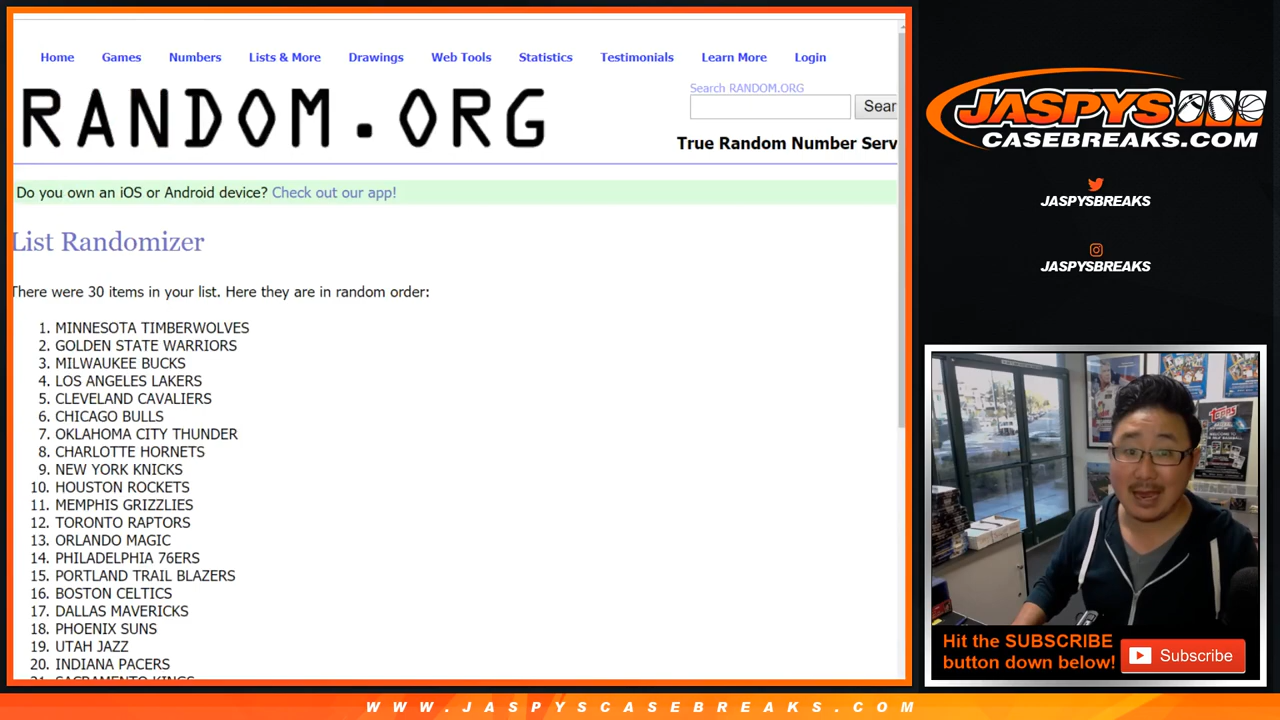 Home Games Numbers Lists & More Drawings Web Tools Statistics Testimonials Learn More Login
RANDOM.ORG
Search RANDOM.ORG
Sear
True Random Number Serv
Do you own an iOS or Android device? Check out our app!
List Randomizer
There were 30 items in your list. Here they are in random order:
1. MINNESOTA TIMBERWOLVES
2. GOLDEN STATE WARRIORS
3. MILWAUKEE BUCKS
4. LOS ANGELES LAKERS
5. CLEVELAND CAVALIERS
6. CHICAGO BULLS
7. OKLAHOMA CITY THUNDER
8. CHARLOTTE HORNETS
9. NEW YORK KNICKS
10. HOUSTON ROCKETS
11. MEMPHIS GRIZZLIES
12. TORONTO RAPTORS
13. ORLANDO MAGIC
14. PHILADELPHIA 76ERS
15. PORTLAND TRAIL BLAZERS
16. BOSTON CELTICS
17. DALLAS MAVERICKS
18. PHOENIX SUNS
19. UTAH JAZZ
20. INDIANA PACERS
21. SACRAMENTO KINGS
JASPYS
CASEBREAKS.COM
JASPYSBREAKS
JASPYSBREAKS
Topps
Hit the SUBSCRIBE
button down below!
Subscribe
WWW.JASPYSCASEBREAKS.COM